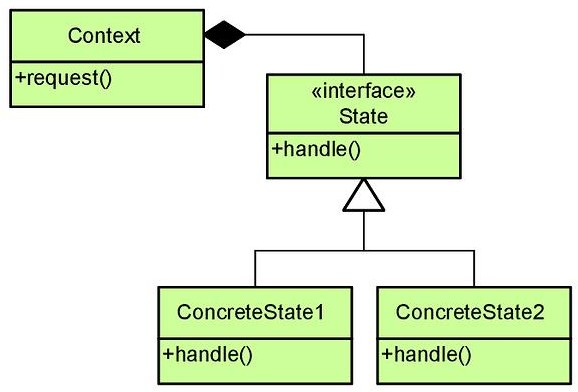 Context
+request()
«interface»
State
+handle()
ConcreteState1
+handle()
ConcreteState2
+handle()